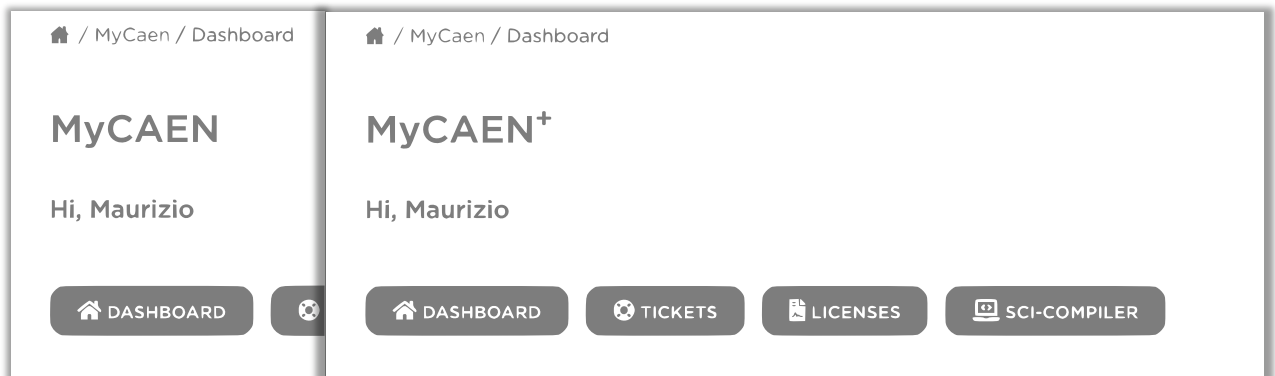 / MyCaen / Dashboard
MyCAEN
Hi, Maurizio
DASHBOARD
/ MyCaen / Dashboard
MyCAEN⁺
Hi, Maurizio
DASHBOARD TICKETS LICENSES SCI-COMPILER